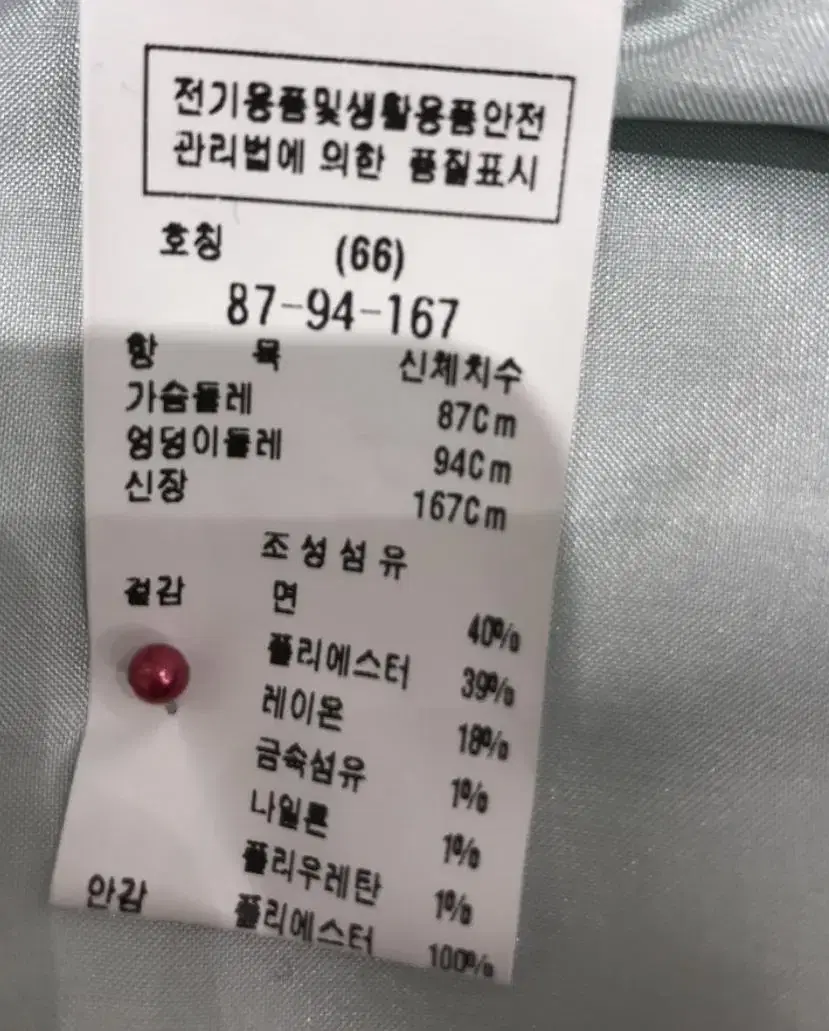 전기용품및생활용품안전
관리법에 의한 품질표시
호칭 (66)
87-94-167
항 목 신체치수
가슴둘레 87Cm
엉덩이둘레 94Cm
신장 167Cm
조성섬유
겉감 면 40%
폴리에스터 39%
레이온 18%
금속섬유 1%
나일론 1%
폴리우레탄 1%
안감 폴리에스터 100%